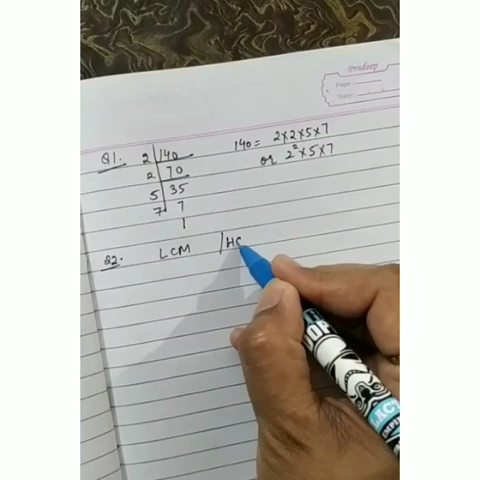 Pradeep
Page:
Date:
Q1. 2 | 140 140 = 2×2×5×7
2 | 70 or 2²×5×7
5 | 35
7 | 7
1
Q2. LCM / HC
LACT